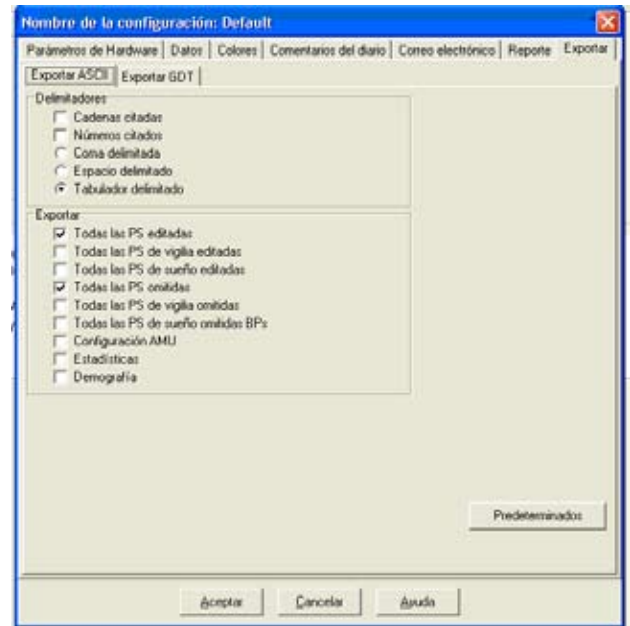 Nombre de la configuración: Default
Parámetros de Hardware Datos Colores Comentarios del diario Correo electrónico Reporte Exportar
Exportar ASCII Exportar GDT
Delimitadores
Cadenas citadas
Números citados
Coma delimitada
Espacio delimitado
Tabulador delimitado
Exportar
Todas las PS editadas
Todas las PS de vigilia editadas
Todas las PS de sueño editadas
Todas las PS omitidas
Todas las PS de vigilia omitidas
Todas las PS de sueño omitidas BPs
Configuración AMU
Estadísticas
Demografía
Predeterminados
Aceptar Cancelar Ayuda